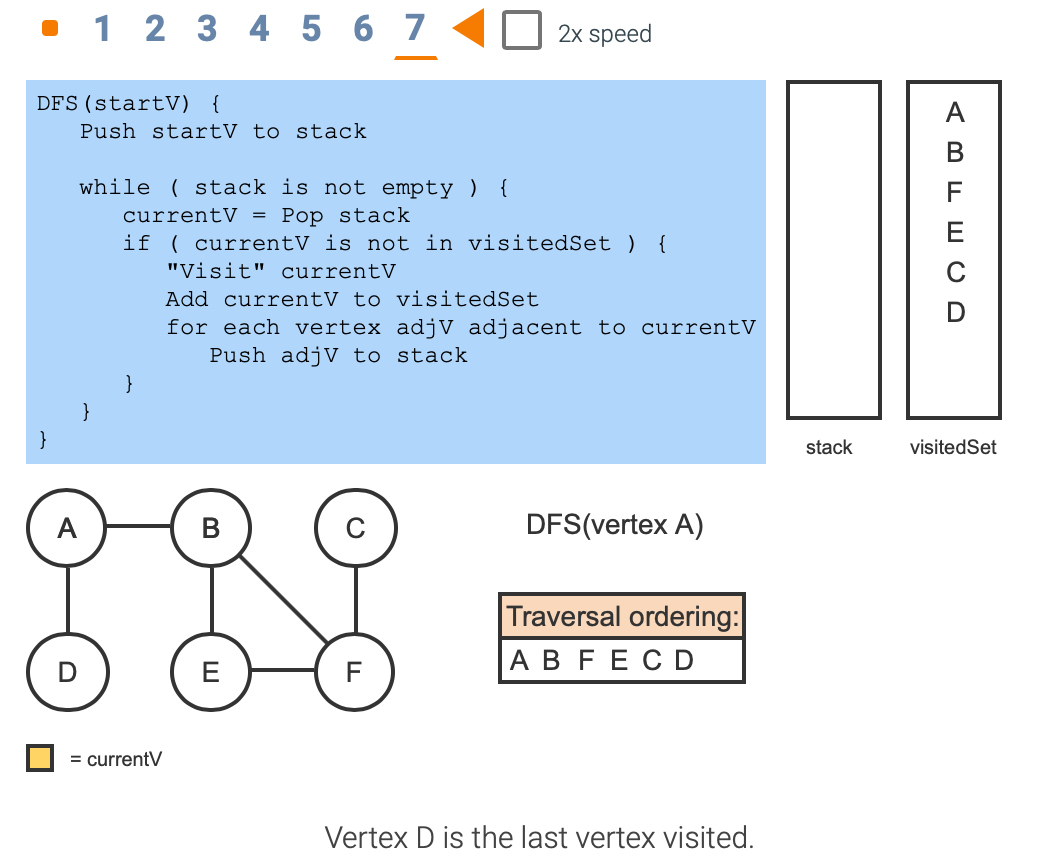 1 2 3 4 5 6 7 2x speed
DFS(startV) {
   Push startV to stack
   while ( stack is not empty ) {
      currentV = Pop stack
      if ( currentV is not in visitedSet ) {
         "Visit" currentV
         Add currentV to visitedSet
         for each vertex adjV adjacent to currentV
            Push adjV to stack
      }
   }
}
stack
A
B
F
E
C
D
visitedSet
A B C
D E F
DFS(vertex A)
Traversal ordering:
A B F E C D
= currentV
Vertex D is the last vertex visited.